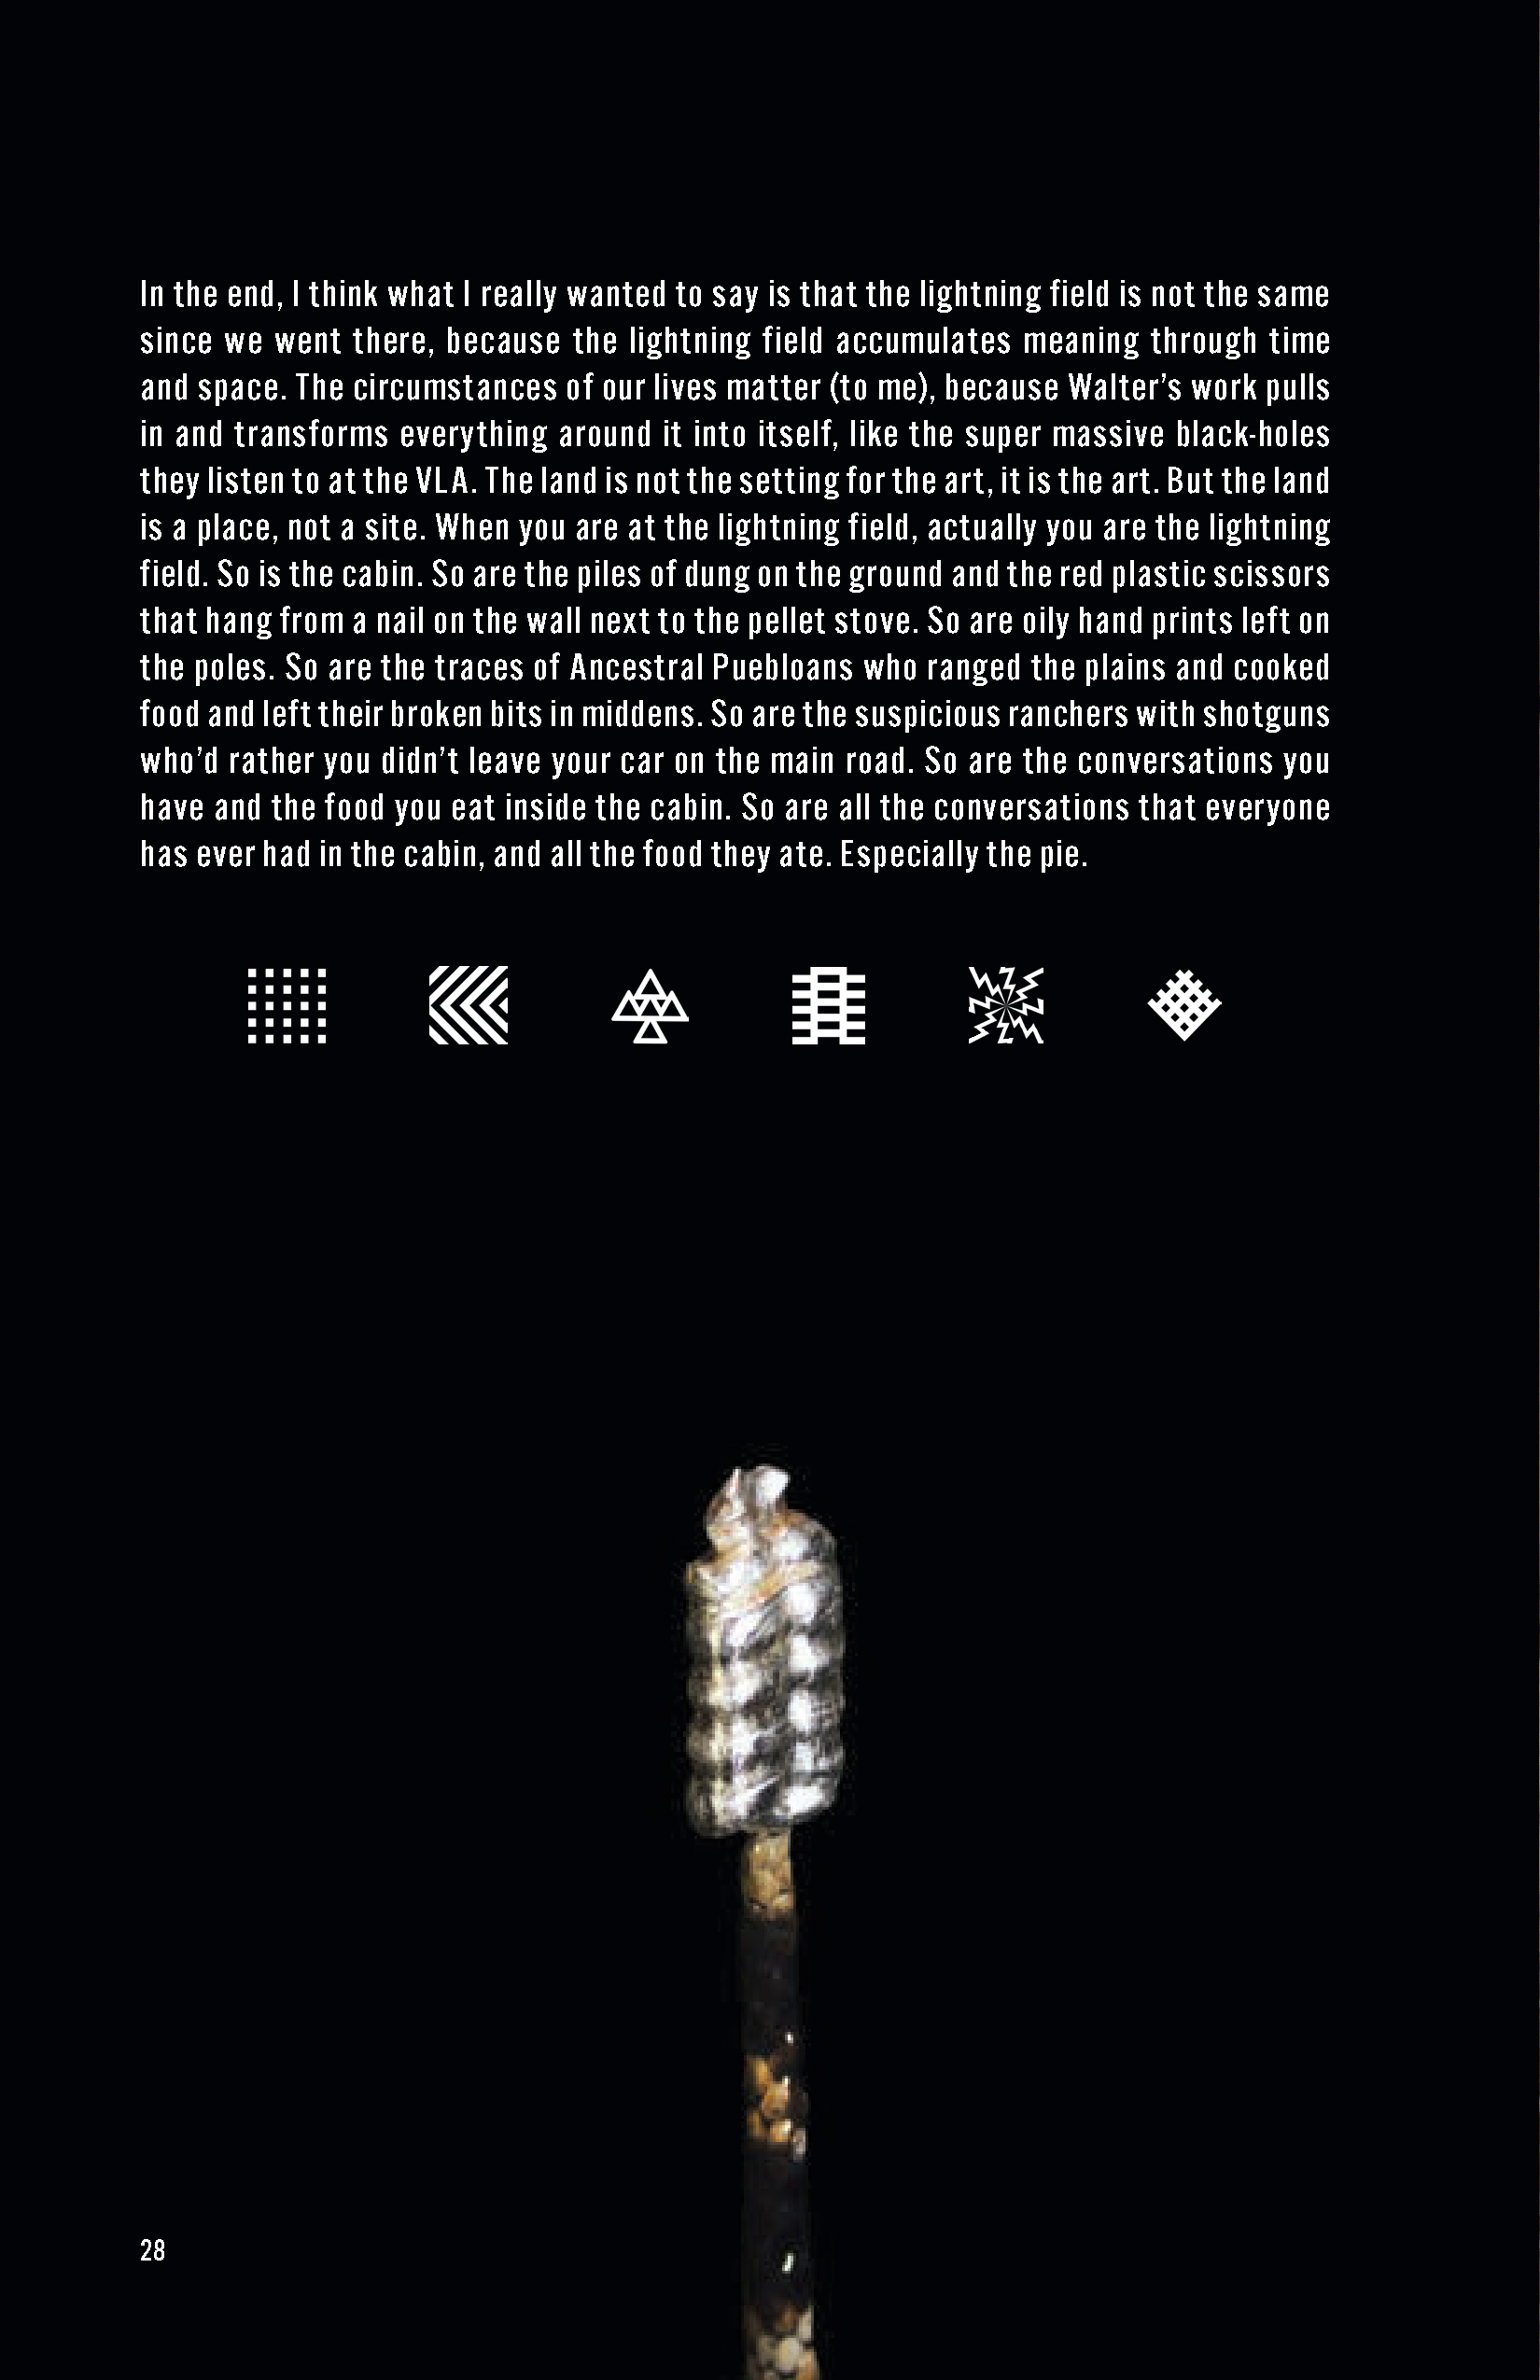 In the end, I think what I really wanted to say is that the lightning field is not the same
since we went there, because the lightning field accumulates meaning through time
and space. The circumstances of our lives matter (to me), because Walter’s work pulls
in and transforms everything around it into itself, like the super massive black-holes
they listen to at the VLA. The land is not the setting for the art, it is the art. But the land
is a place, not a site. When you are at the lightning field, actually you are the lightning
field. So is the cabin. So are the piles of dung on the ground and the red plastic scissors
that hang from a nail on the wall next to the pellet stove. So are oily hand prints left on
the poles. So are the traces of Ancestral Puebloans who ranged the plains and cooked
food and left their broken bits in middens. So are the suspicious ranchers with shotguns
who’d rather you didn’t leave your car on the main road. So are the conversations you
have and the food you eat inside the cabin. So are all the conversations that everyone
has ever had in the cabin, and all the food they ate. Especially the pie.
28